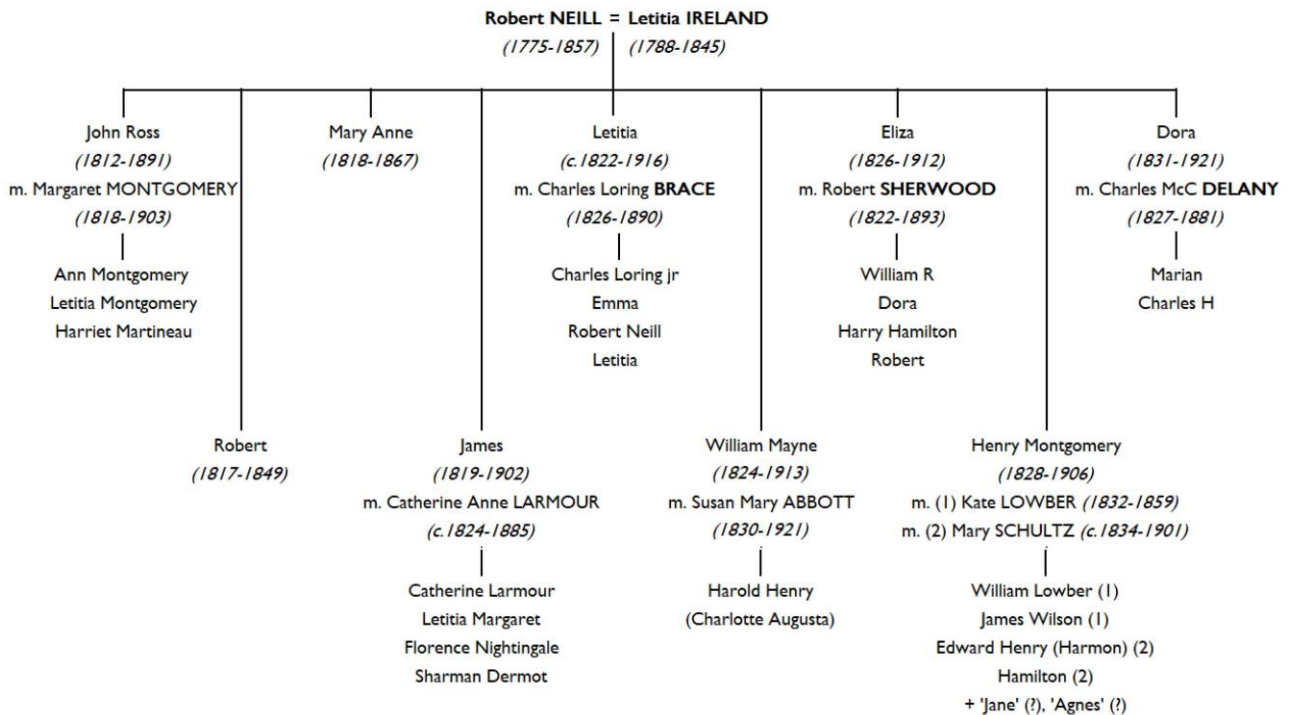 Robert NEILL = Letitia IRELAND
(1775-1857) (1788-1845)
John Ross
(1812-1891)
m. Margaret MONTGOMERY
(1818-1903)
Ann Montgomery
Letitia Montgomery
Harriet Martineau
Mary Anne
(1818-1867)
Letitia
(c.1822-1916)
m. Charles Loring BRACE
(1826-1890)
Charles Loring jr
Emma
Robert Neill
Letitia
Eliza
(1826-1912)
m. Robert SHERWOOD
(1822-1893)
William R
Dora
Harry Hamilton
Robert
Dora
(1831-1921)
m. Charles McC DELANY
(1827-1881)
Marian
Charles H
Robert
(1817-1849)
James
(1819-1902)
m. Catherine Anne LARMOUR
(c.1824-1885)
Catherine Larmour
Letitia Margaret
Florence Nightingale
Sharman Dermot
William Mayne
(1824-1913)
m. Susan Mary ABBOTT
(1830-1921)
Harold Henry
(Charlotte Augusta)
Henry Montgomery
(1828-1906)
m. (1) Kate LOWBER (1832-1859)
m. (2) Mary SCHULTZ (c.1834-1901)
William Lowber (1)
James Wilson (1)
Edward Henry (Harmon) (2)
Hamilton (2)
+ 'Jane' (?), 'Agnes' (?)